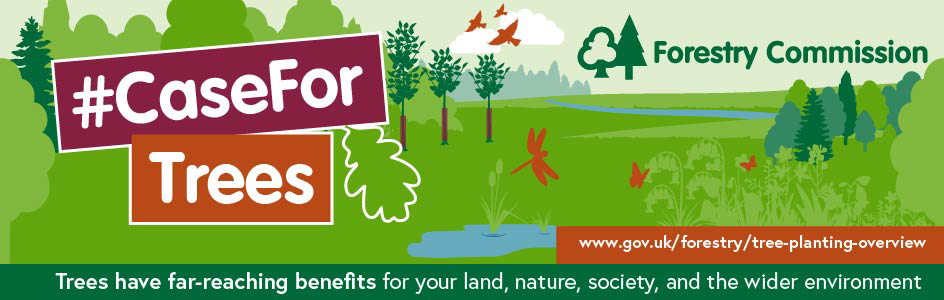 #CaseFor
Trees
Forestry Commission
www.gov.uk/forestry/tree-planting-overview
Trees have far-reaching benefits for your land, nature, society, and the wider environment